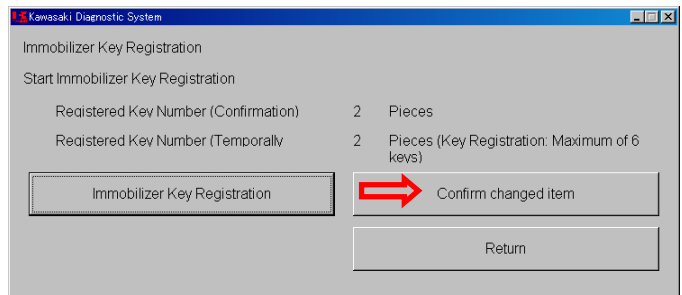 Kawasaki Diagnostic System
Immobilizer Key Registration
Start Immobilizer Key Registration
Registered Key Number (Confirmation) 2 Pieces
Registered Key Number (Temporally 2 Pieces (Key Registration: Maximum of 6
keys)
Immobilizer Key Registration Confirm changed item
Return